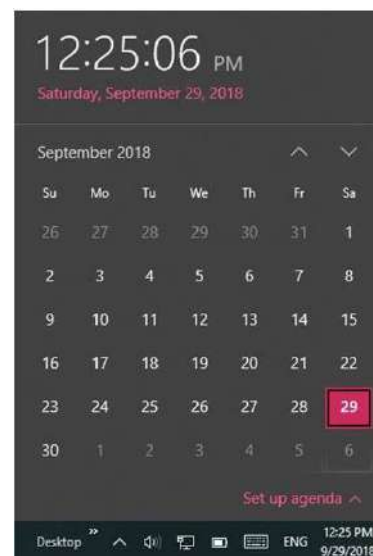 12:25:06 PM
Saturday, September 29, 2018
September 2018
Su Mo Tu We Th Fr Sa
26 27 28 29 30 31 1
2 3 4 5 6 7 8
9 10 11 12 13 14 15
16 17 18 19 20 21 22
23 24 25 26 27 28 29
30 1 2 3 4 5 6
Set up agenda
Desktop » ENG 12:25 PM
9/29/2018